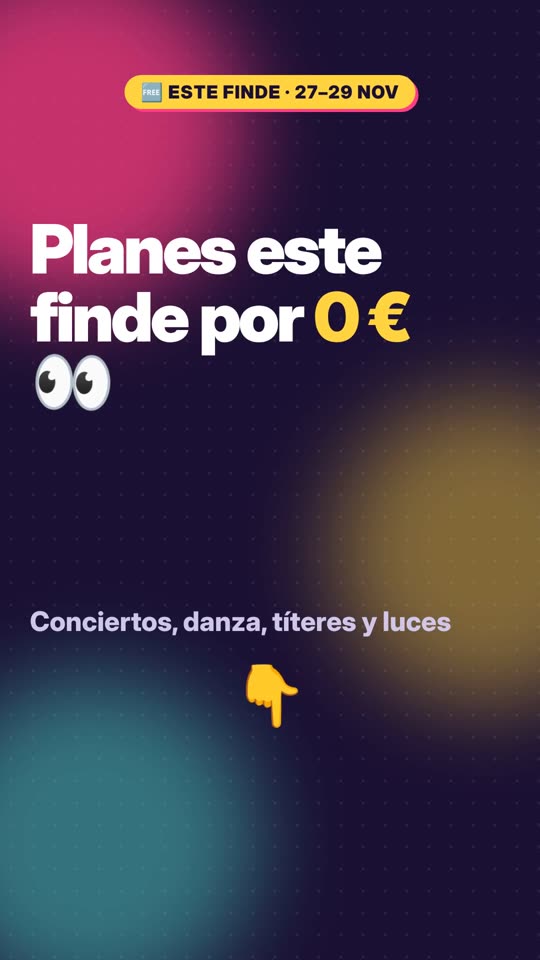 🆓 ESTE FINDE · 27–29 NOV
Planes este
finde por 0 €
👀
Conciertos, danza, títeres y luces
👇